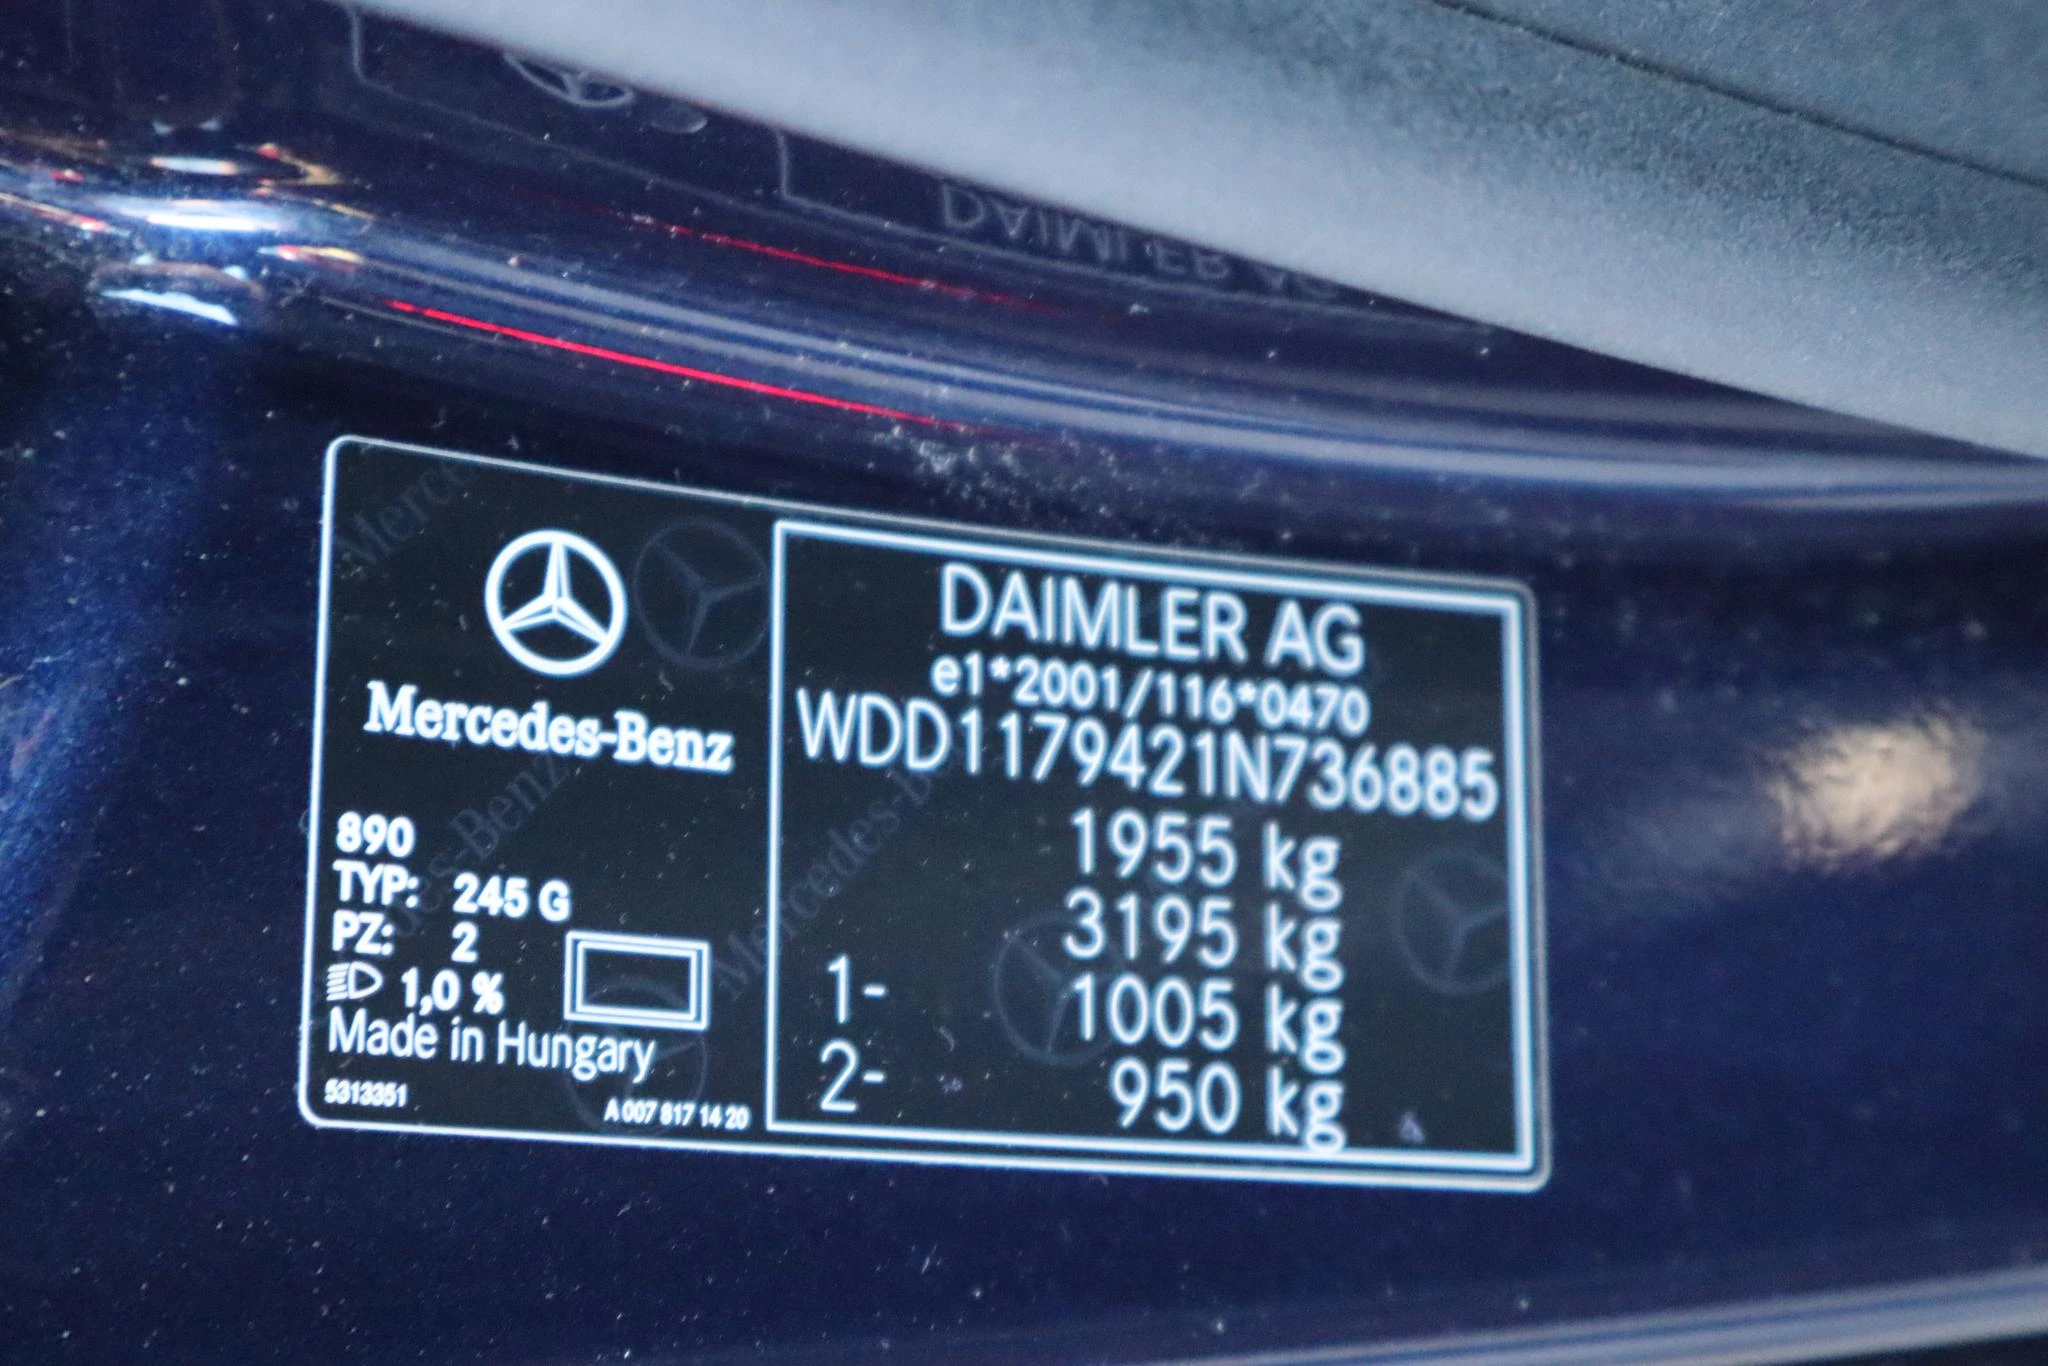 Mercedes-Benz
890
TYP: 245 G
PZ: 2
1,0 %
Made in Hungary
5313351
A 007 817 14 20
DAIMLER AG
e1*2001/116*0470
WDD1179421N736885
1955 kg
3195 kg
1- 1005 kg
2- 950 kg